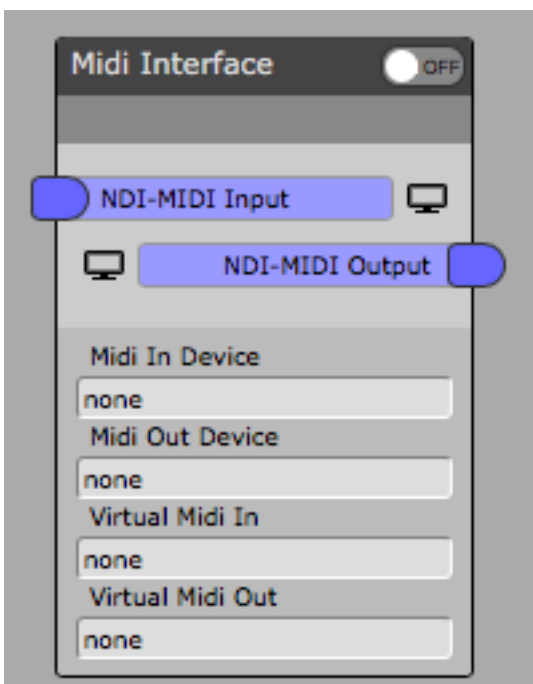 Midi Interface OFF
NDI-MIDI Input
NDI-MIDI Output
Midi In Device
none
Midi Out Device
none
Virtual Midi In
none
Virtual Midi Out
none